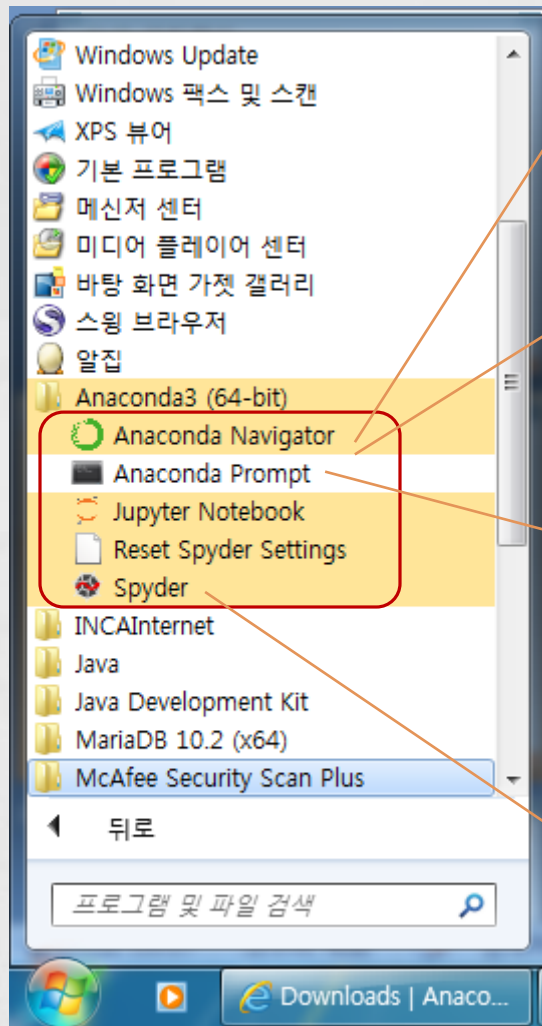 Windows Update
Windows 팩스 및 스캔
XPS 뷰어
기본 프로그램
메신저 센터
미디어 플레이어 센터
바탕 화면 가젯 갤러리
스윙 브라우저
알집
Anaconda3 (64-bit)
Anaconda Navigator
Anaconda Prompt
Jupyter Notebook
Reset Spyder Settings
Spyder
INCAInternet
Java
Java Development Kit
MariaDB 10.2 (x64)
McAfee Security Scan Plus
뒤로
프로그램 및 파일 검색
Downloads | Anaco...